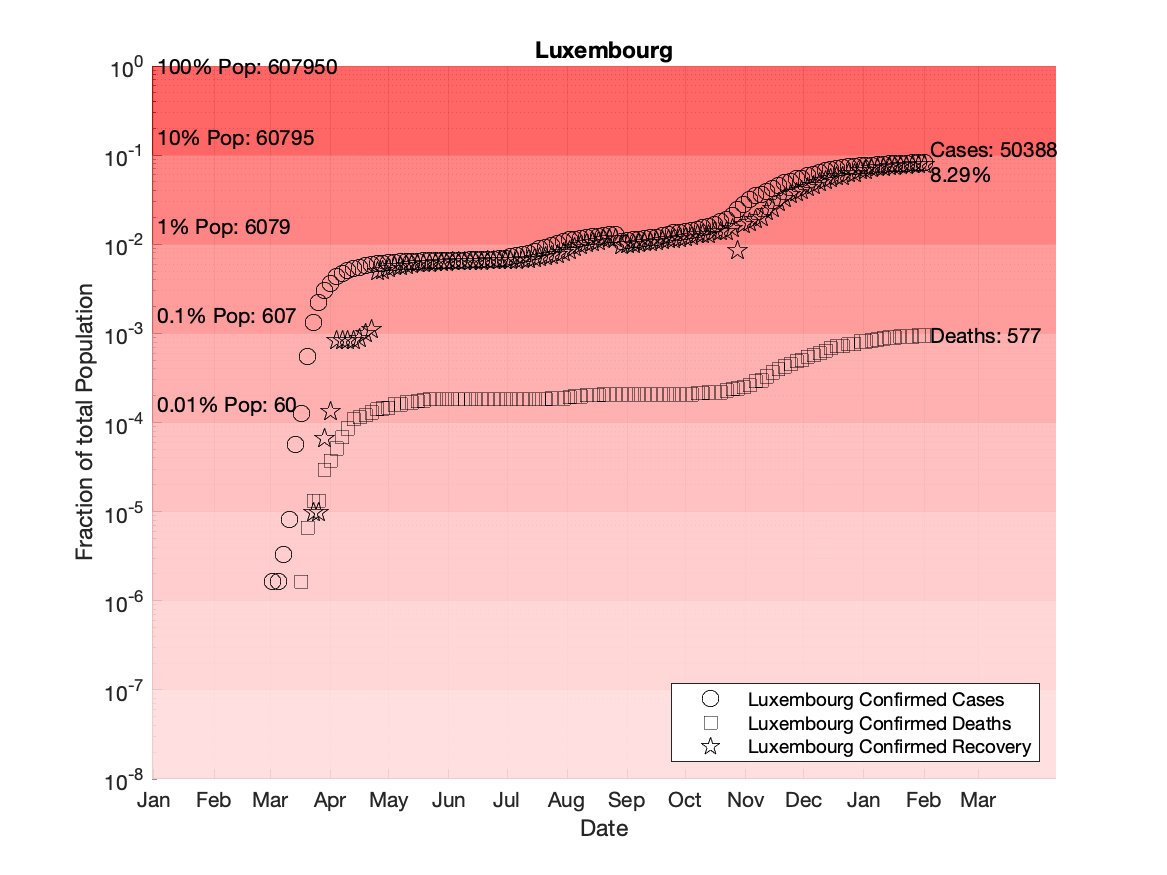 Luxembourg
Fraction of total Population
10^0
10^-1
10^-2
10^-3
10^-4
10^-5
10^-6
10^-7
10^-8
100% Pop: 607950
10% Pop: 60795
1% Pop: 6079
0.1% Pop: 607
0.01% Pop: 60
Cases: 50388
8.29%
Deaths: 577
Luxembourg Confirmed Cases
Luxembourg Confirmed Deaths
Luxembourg Confirmed Recovery
Jan Feb Mar Apr May Jun Jul Aug Sep Oct Nov Dec Jan Feb Mar
Date